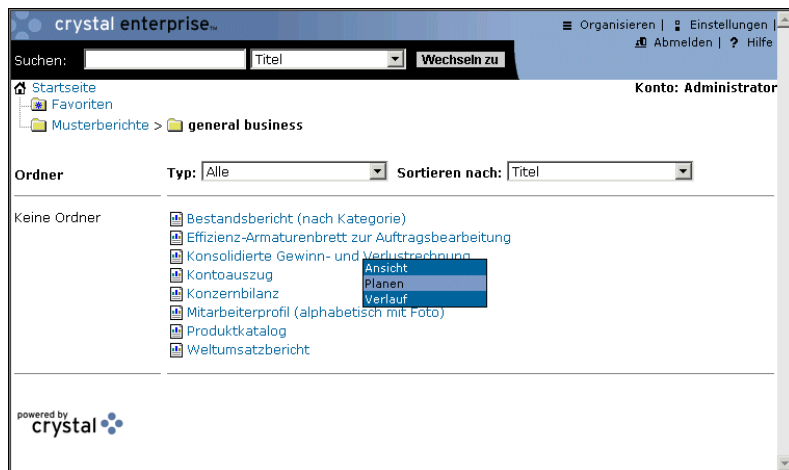 crystal enterprise™
Organisieren | Einstellungen |
Abmelden | ? Hilfe
Suchen: Titel Wechseln zu
Startseite Konto: Administrator
Favoriten
Musterberichte > general business
Ordner Typ: Alle Sortieren nach: Titel
Keine Ordner
Bestandsbericht (nach Kategorie)
Effizienz-Armaturenbrett zur Auftragsbearbeitung
Konsolidierte Gewinn- und Verlustrechnung
Ansicht
Kontoauszug
Planen
Konzernbilanz
Verlauf
Mitarbeiterprofil (alphabetisch mit Foto)
Produktkatalog
Weltumsatzbericht
powered by
crystal